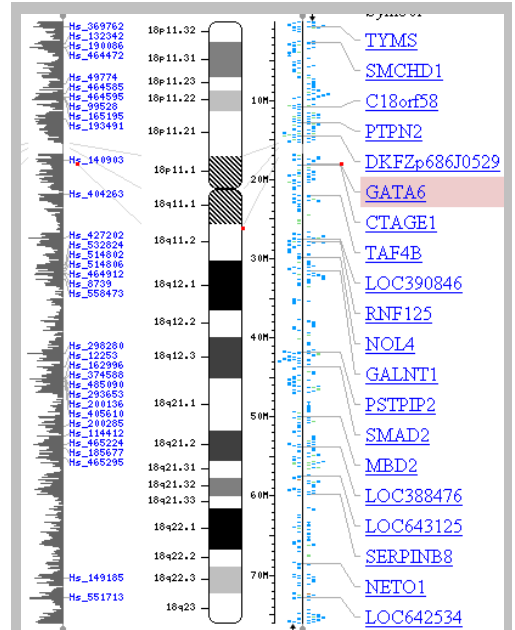 Hs_369762
Hs_132342
Hs_190086
Hs_464472
Hs_49774
Hs_464585
Hs_464595
Hs_99528
Hs_165195
Hs_193491
Hs_140903
Hs_404263
Hs_427202
Hs_532824
Hs_514802
Hs_514806
Hs_464912
Hs_8739
Hs_558473
Hs_298280
Hs_12253
Hs_162996
Hs_374588
Hs_485090
Hs_293653
Hs_200136
Hs_405610
Hs_200285
Hs_114412
Hs_465224
Hs_185677
Hs_465295
Hs_149185
Hs_551713
18p11.32
18p11.31
18p11.23
18p11.22
18p11.21
18p11.1
18q11.1
18q11.2
18q12.1
18q12.2
18q12.3
18q21.1
18q21.2
18q21.31
18q21.32
18q21.33
18q22.1
18q22.2
18q22.3
18q23
10M
20M
30M
40M
50M
60M
70M
TYMS
SMCHD1
C18orf58
PTPN2
DKFZp686J0529
GATA6
CTAGE1
TAF4B
LOC390846
RNF125
NOL4
GALNT1
PSTPIP2
SMAD2
MBD2
LOC388476
LOC643125
SERPINB8
NETO1
LOC642534